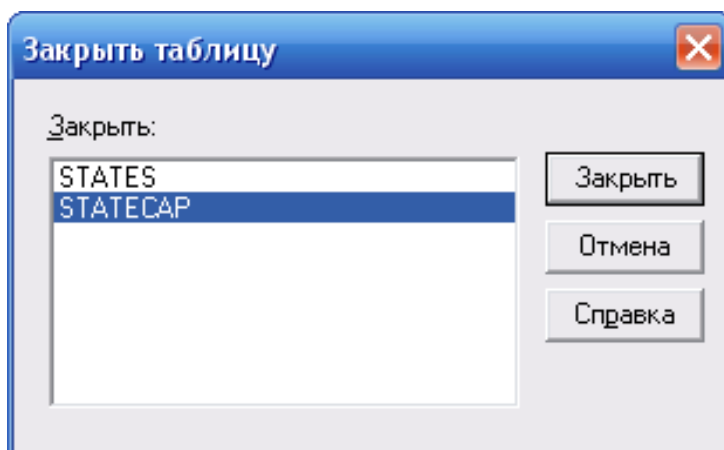 Закрыть таблицу
Закрыть:
STATES
STATECAP
Закрыть
Отмена
Справка